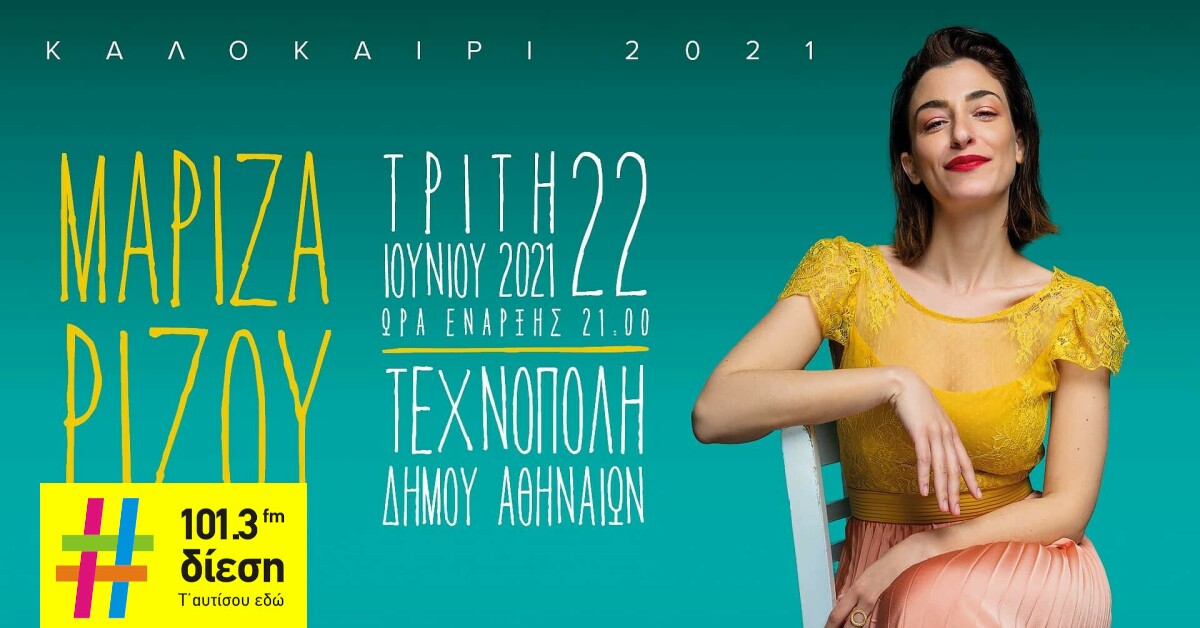 ΚΑΛΟΚΑΙΡΙ 2021
ΜΑΡΙΖΑ
ΡΙΖΟΥ
ΤΡΙΤΗ 22
ΙΟΥΝΙΟΥ 2021
ΩΡΑ ΕΝΑΡΞΗΣ 21:00
ΤΕΧΝΟΠΟΛΗ
ΔΗΜΟΥ ΑΘΗΝΑΙΩΝ
101.3 fm
δίεση
Τ΄αυτίσου εδώ